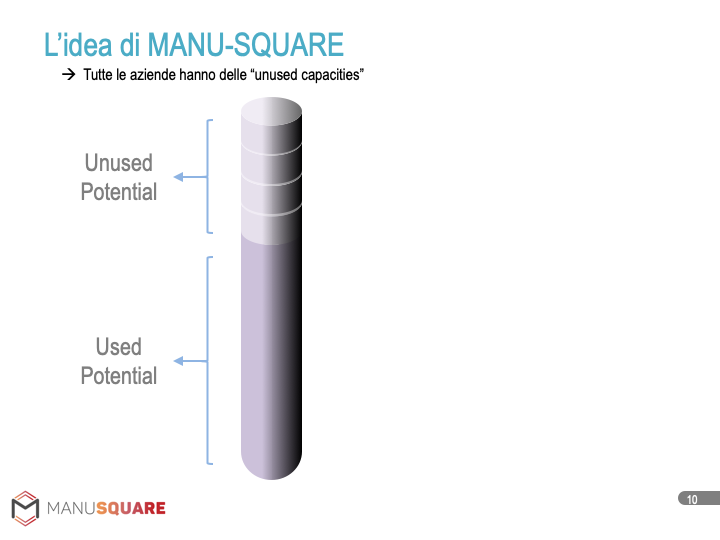 L’idea di MANU-SQUARE
→ Tutte le aziende hanno delle “unused capacities”
Unused
Potential
Used
Potential
MANUSQUARE
10